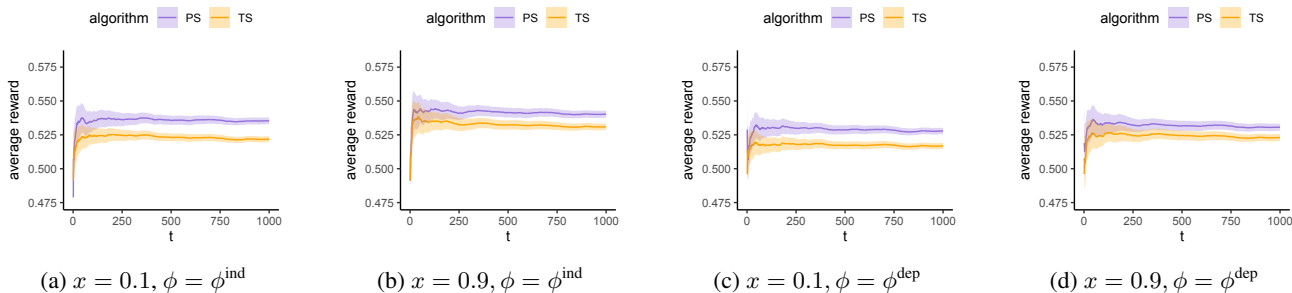 algorithm PS TS
average reward
0.575
0.550
0.525
0.500
0.475
0 250 500 750 1000
t
(a) x = 0.1, ϕ = ϕ^ind
algorithm PS TS
average reward
0.575
0.550
0.525
0.500
0.475
0 250 500 750 1000
t
(b) x = 0.9, ϕ = ϕ^ind
algorithm PS TS
average reward
0.575
0.550
0.525
0.500
0.475
0 250 500 750 1000
t
(c) x = 0.1, ϕ = ϕ^dep
algorithm PS TS
average reward
0.575
0.550
0.525
0.500
0.475
0 250 500 750 1000
t
(d) x = 0.9, ϕ = ϕ^dep